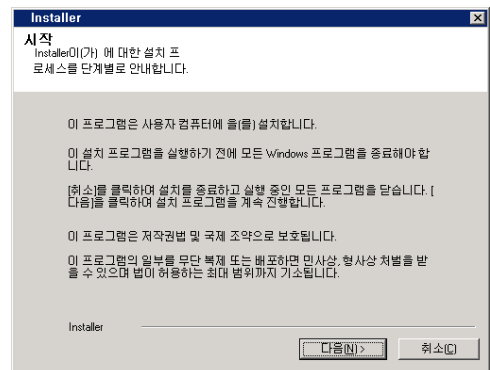 Installer
시작
Installer이(가) 에 대한 설치 프
로세스를 단계별로 안내합니다.
이 프로그램은 사용자 컴퓨터에 을(를) 설치합니다.
이 설치 프로그램을 실행하기 전에 모든 Windows 프로그램을 종료해야 합
니다.
[취소]를 클릭하여 설치를 종료하고 실행 중인 모든 프로그램을 닫습니다. [
다음]을 클릭하여 설치 프로그램을 계속 진행합니다.
이 프로그램은 저작권법 및 국제 조약으로 보호됩니다.
이 프로그램의 일부를 무단 복제 또는 배포하면 민사상, 형사상 처벌을 받
을 수 있으며 법이 허용하는 최대 범위까지 기소됩니다.
Installer
다음(N) >
취소(C)